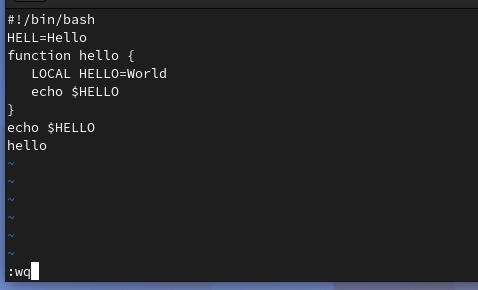 #!/bin/bash
HELL=Hello
function hello {
   LOCAL HELLO=World
   echo $HELLO
}
echo $HELLO
hello
~
~
~
~
~
~
:wq